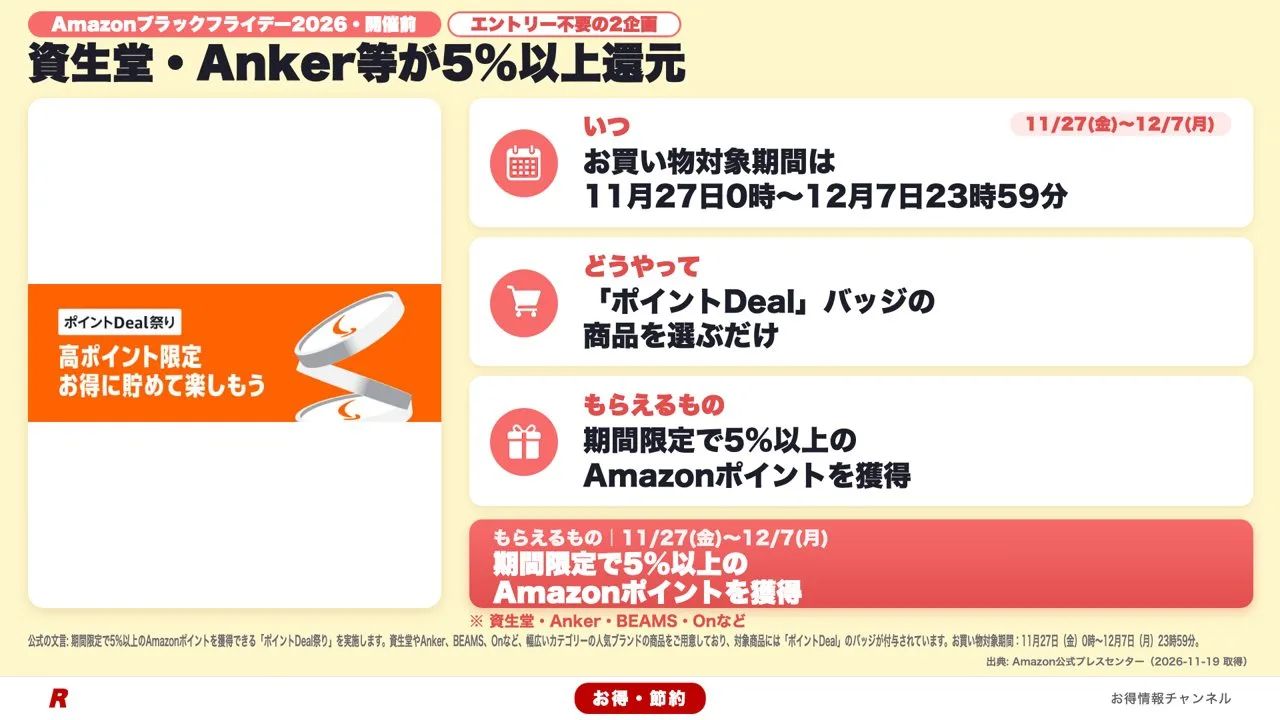 Amazonブラックフライデー2026・開催前
エントリー不要の2企画
資生堂・Anker等が5%以上還元
ポイントDeal祭り
高ポイント限定
お得に貯めて楽しもう
いつ
11/27(金)〜12/7(月)
お買い物対象期間は
11月27日0時〜12月7日23時59分
どうやって
「ポイントDeal」バッジの
商品を選ぶだけ
もらえるもの
期間限定で5%以上の
Amazonポイントを獲得
もらえるもの｜11/27(金)〜12/7(月)
期間限定で5%以上の
Amazonポイントを獲得
※ 資生堂・Anker・BEAMS・Onなど
公式の文言: 期間限定で5%以上のAmazonポイントを獲得できる「ポイントDeal祭り」を実施します。資生堂やAnker、BEAMS、Onなど、幅広いカテゴリーの人気ブランドの商品をご用意しており、対象商品には「ポイントDeal」のバッジが付与されています。お買い物対象期間：11月27日（金）0時〜12月7日（月）23時59分。
出典: Amazon公式プレスセンター（2026-11-19 取得）
R
お得・節約
お得情報チャンネル